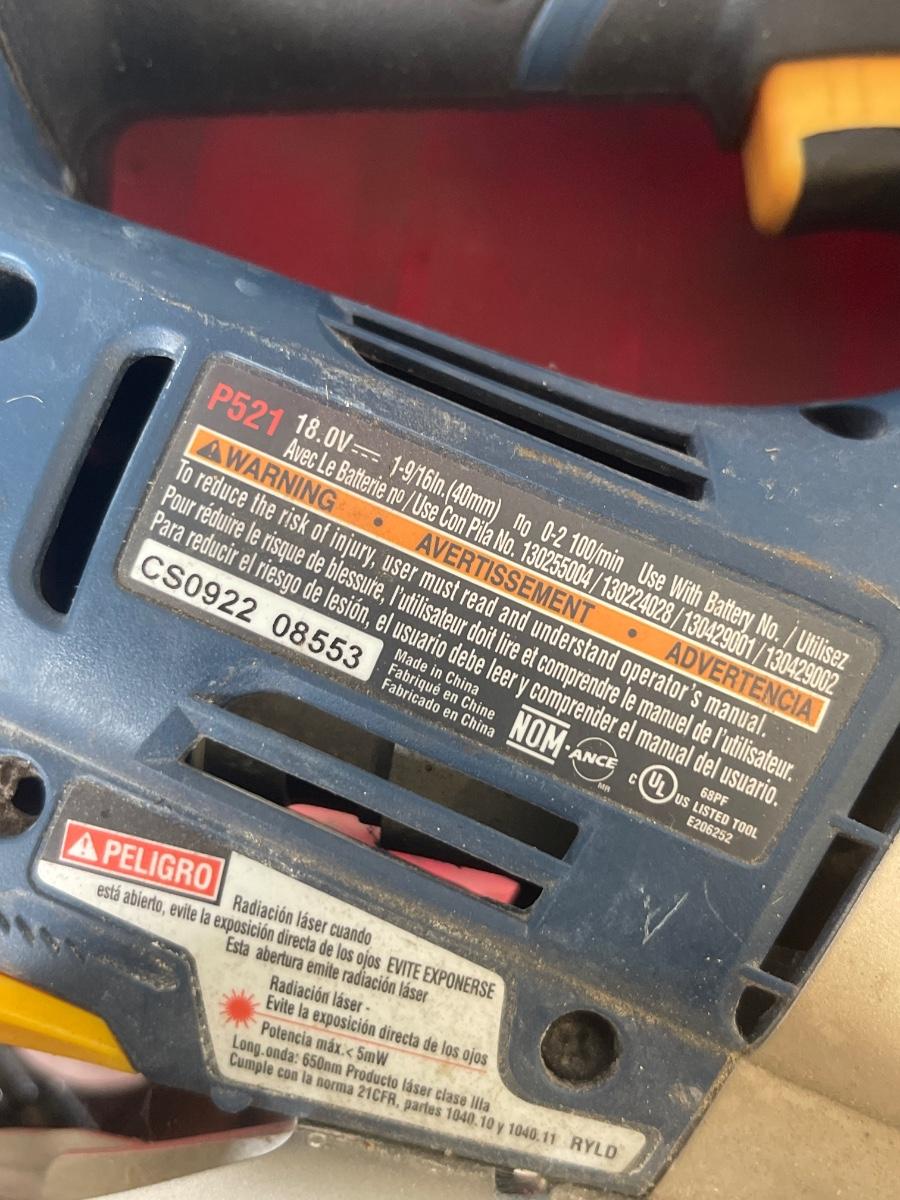 P521 18.0V⎓ 1-9/16In.(40mm) no 0-2 100/min Use With Battery No. / Utilisez
Avec Le Batterie nº / Use Con Pila No. 130255004 / 130224028 / 130429001 / 130429002
WARNING • AVERTISSEMENT • ADVERTENCIA
To reduce the risk of injury, user must read and understand operator's manual.
Pour réduire le risque de blessure, l'utilisateur doit lire et comprendre le manuel de l'utilisateur.
Para reducir el riesgo de lesión, el usuario debe leer y comprender el manual del usuario.
CS0922 08553
Made in China
Fabriqué en Chine
Fabricado en China
NOM-ANCE
MR
C UL US LISTED TOOL
68PF
E206252
PELIGRO
Radiación láser cuando
está abierto, evite la exposición directa de los ojos EVITE EXPONERSE
Esta abertura emite radiación láser
Radiación láser -
Evite la exposición directa de los ojos
Potencia máx.< 5mW
Long.onda: 650nm Producto láser clase IIIa
Cumple con la norma 21CFR, partes 1040.10 y 1040.11 RYLD